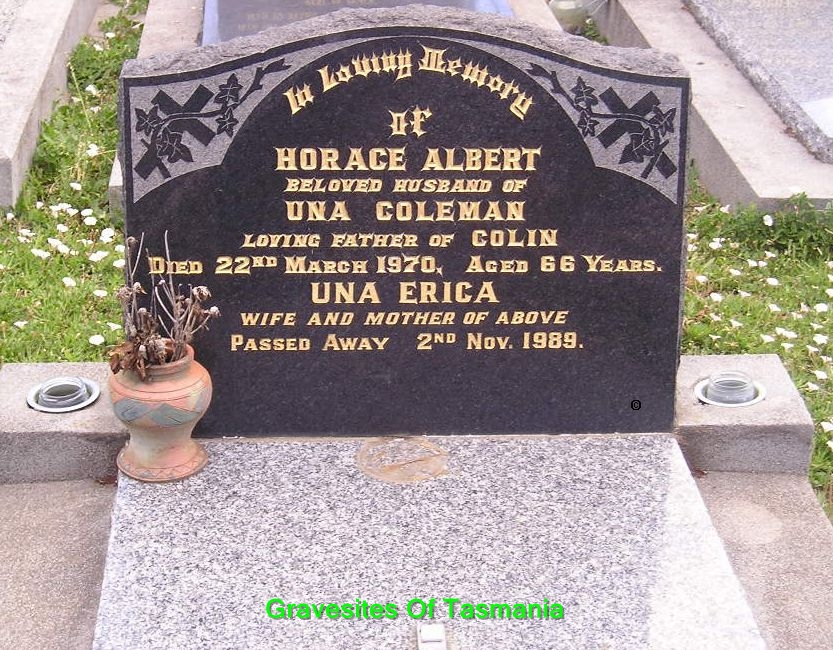 In Loving Memory
OF
HORACE ALBERT
BELOVED HUSBAND OF
UNA COLEMAN
LOVING FATHER OF COLIN
DIED 22ND MARCH 1970, AGED 66 YEARS.
UNA ERICA
WIFE AND MOTHER OF ABOVE
PASSED AWAY 2ND NOV. 1989.
©
Gravesites Of Tasmania